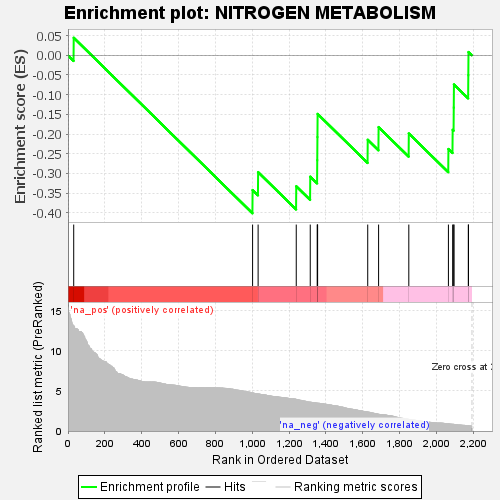 Enrichment plot: NITROGEN METABOLISM
Enrichment score (ES)
0.05
0.00
-0.05
-0.10
-0.15
-0.20
-0.25
-0.30
-0.35
-0.40
'na_pos' (positively correlated)
Ranked list metric (PreRanked)
15
10
5
0
Zero cross at
'na_neg' (negatively correlated)
0 200 400 600 800 1,000 1,200 1,400 1,600 1,800 2,000 2,200
Rank in Ordered Dataset
Enrichment profile Hits Ranking metric scores